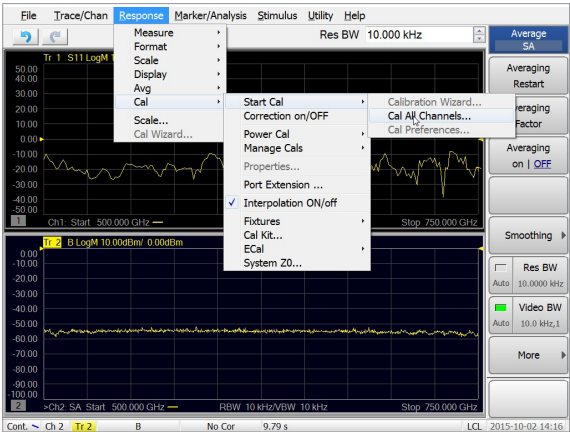 File Trace/Chan Response Marker/Analysis Stimulus Utility Help
Res BW 10.000 kHz
Average
SA
Averaging
Restart
Averaging
Factor
Averaging
on | OFF
Smoothing
Res BW
Auto 10.0000 kHz
Video BW
Auto 10.0 kHz,1
More
Measure
Format
Scale
Display
Avg
Cal
Scale...
Cal Wizard...
Start Cal
Correction on/OFF
Power Cal
Manage Cals
Properties...
Port Extension ...
Interpolation ON/off
Fixtures
Cal Kit...
ECal
System Z0...
Calibration Wizard...
Cal All Channels...
Cal Preferences...
Tr 1 S11 LogM 1
50.00
40.00
30.00
20.00
10.00
0.00
-10.00
-20.00
-30.00
-40.00
-50.00
1 Ch1: Start 500.000 GHz Stop 750.000 GHz
Tr 2 B LogM 10.00dBm/ 0.00dBm
0.00
-10.00
-20.00
-30.00
-40.00
-50.00
-60.00
-70.00
-80.00
-90.00
-100.00
2 >Ch2: SA Start 500.000 GHz RBW 10 kHz/VBW 10 kHz Stop 750.000 GHz
Cont. Ch 2 Tr 2 B No Cor 9.79 s LCL 2015-10-02 14:16